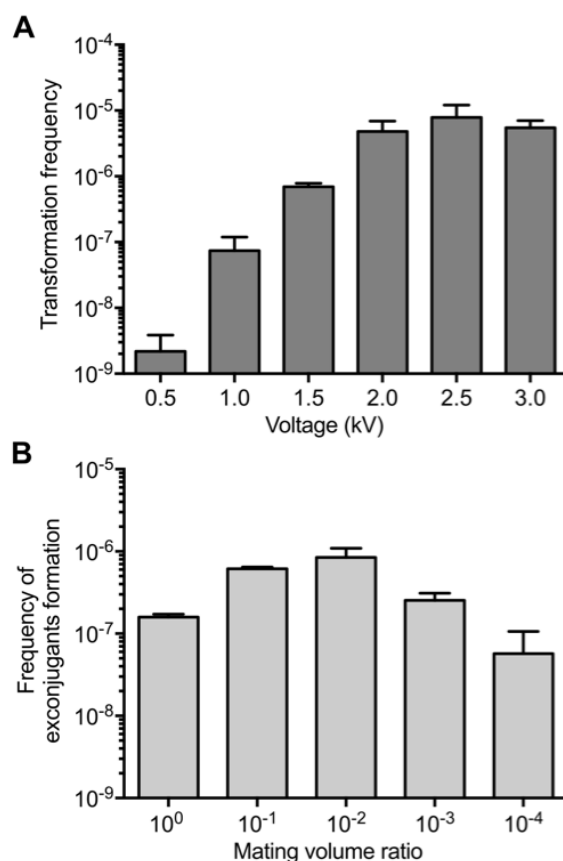 A
Transformation frequency
10⁻⁴
10⁻⁵
10⁻⁶
10⁻⁷
10⁻⁸
10⁻⁹
0.5 1.0 1.5 2.0 2.5 3.0
Voltage (kV)
B
Frequency of
exconjugants formation
10⁻⁵
10⁻⁶
10⁻⁷
10⁻⁸
10⁻⁹
10⁰ 10⁻¹ 10⁻² 10⁻³ 10⁻⁴
Mating volume ratio